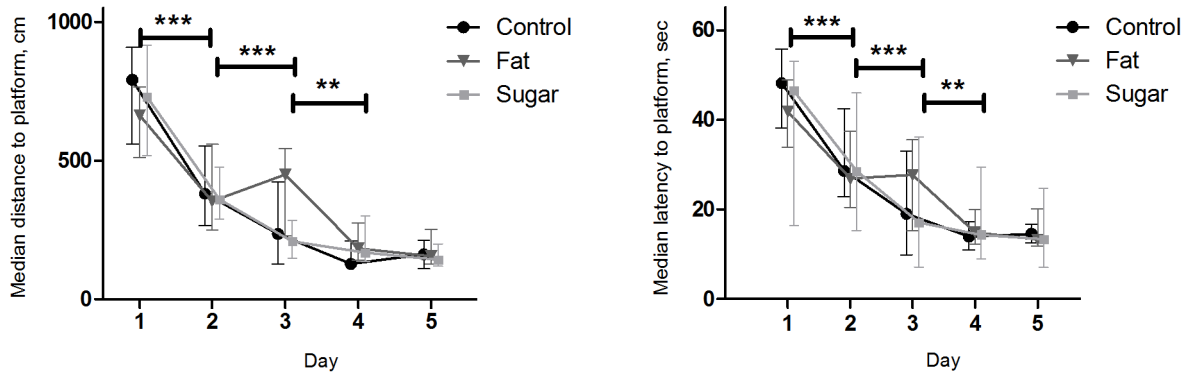 Median distance to platform, cm
1000
500
0
***
***
**
Control
Fat
Sugar
1 2 3 4 5
Day
Median latency to platform, sec
60
40
20
0
***
***
**
Control
Fat
Sugar
1 2 3 4 5
Day